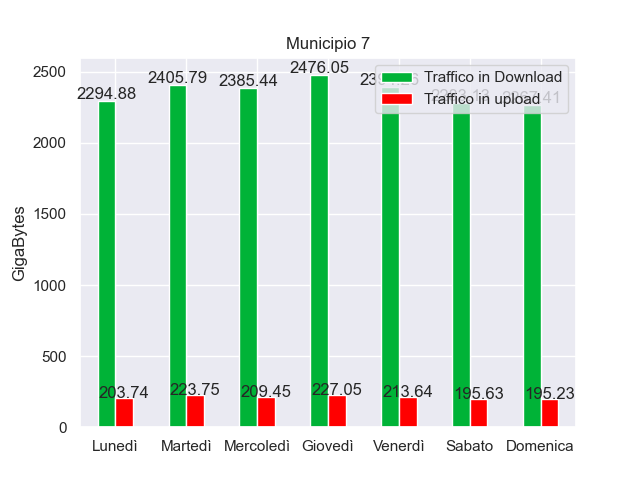 Municipio 7
2294.88
2405.79
2385.44
2476.05
2267.41
Traffico in Download
Traffico in upload
GigaBytes
2500
2000
1500
1000
500
0
203.74
223.75
209.45
227.05
213.64
195.63
195.23
Lunedì
Martedì
Mercoledì
Giovedì
Venerdì
Sabato
Domenica